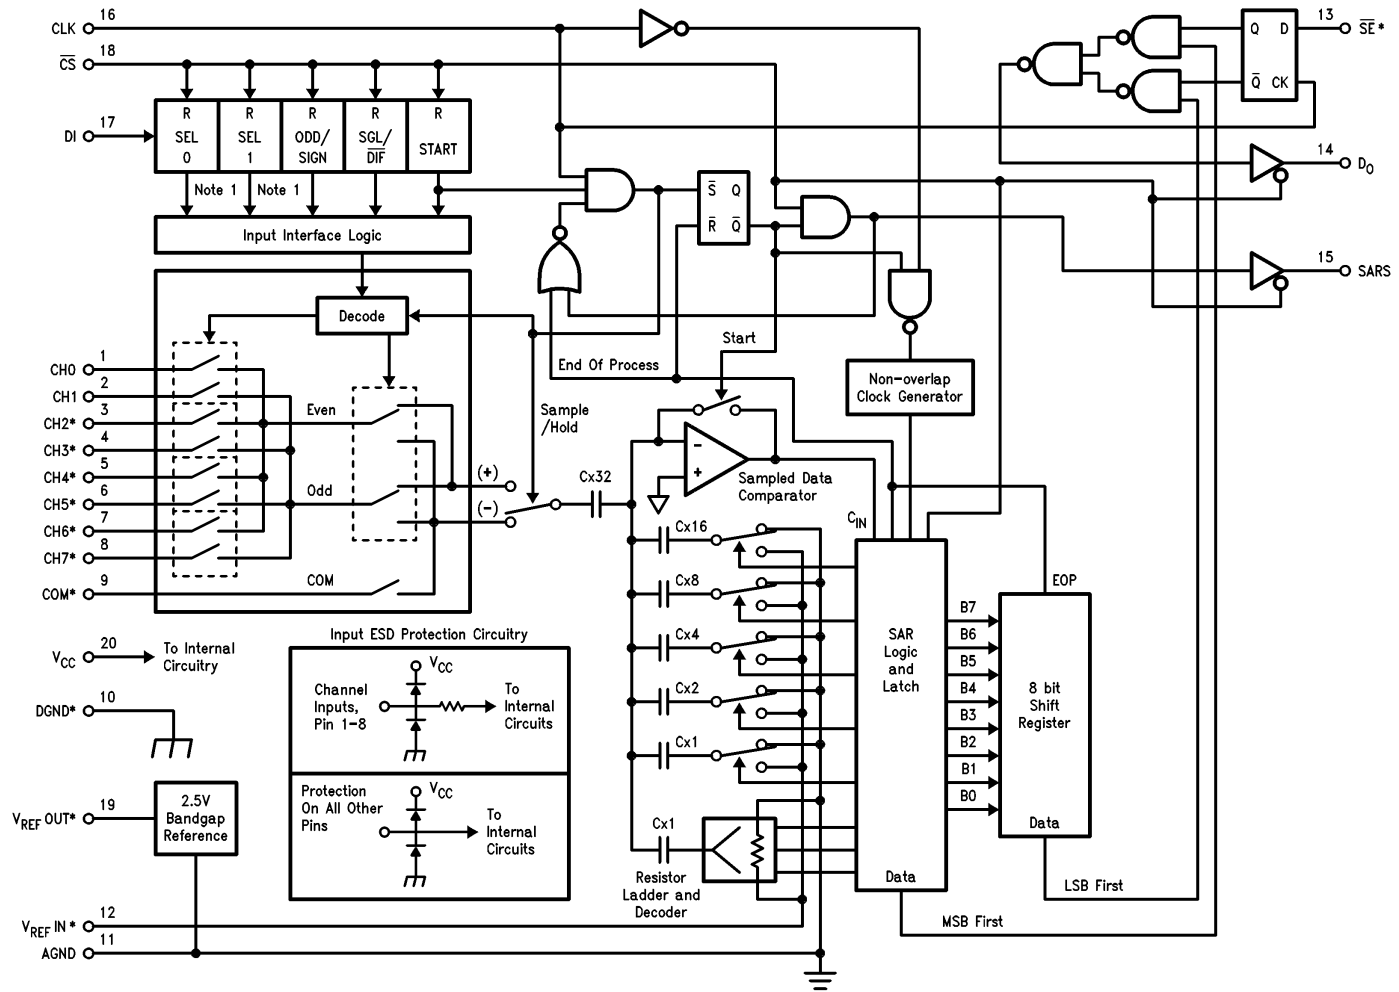 CLK 16
C̅S̅ 18
DI 17
R R R R R
SEL 0
SEL 1
ODD/ SIGN
SGL/ D̅I̅F̅
START
Note 1 Note 1
Input Interface Logic
Decode
CH0 1
CH1 2
CH2* 3
CH3* 4
CH4* 5
CH5* 6
CH6* 7
CH7* 8
COM* 9
Even
Odd
COM
(+)
(-)
Sample /Hold
End Of Process
Start
S̅ Q
R̅ Q̅
Q D
Q̅ CK
13 S̅E̅*
14 DO
15 SARS
Non-overlap
Clock Generator
Cx32
-
+
Sampled Data
Comparator
CIN
Cx16
Cx8
Cx4
Cx2
Cx1
Cx1
Resistor
Ladder and
Decoder
SAR
Logic
and
Latch
Data
B7
B6
B5
B4
B3
B2
B1
B0
EOP
8 bit
Shift
Register
Data
LSB First
MSB First
VCC 20
To Internal
Circuitry
DGND* 10
2.5V
Bandgap
Reference
VREF OUT* 19
VREF IN* 12
AGND 11
Input ESD Protection Circuitry
VCC
Channel
Inputs,
Pin 1-8
To
Internal
Circuits
VCC
Protection
On All Other
Pins
To
Internal
Circuits